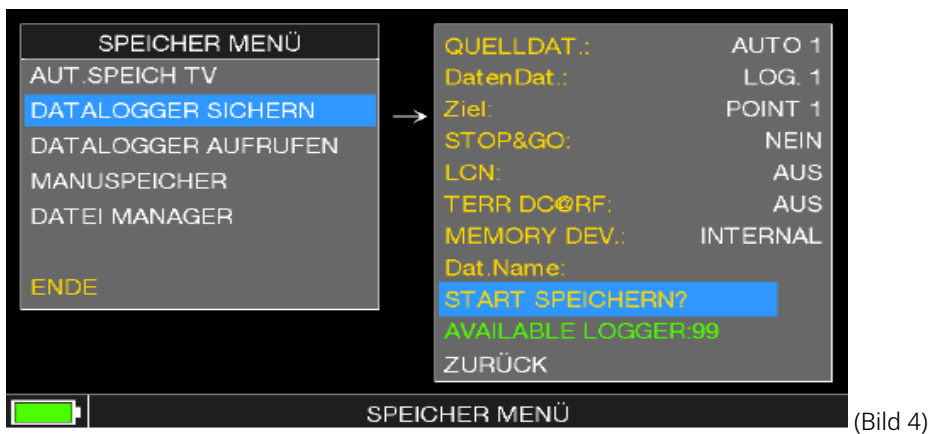 SPEICHER MENÜ
AUT.SPEICH TV
DATALOGGER SICHERN
DATALOGGER AUFRUFEN
MANUSPEICHER
DATEI MANAGER
ENDE
QUELLDAT.: AUTO 1
DatenDat.: LOG. 1
Ziel: POINT 1
STOP&GO: NEIN
LCN: AUS
TERR DC@RF: AUS
MEMORY DEV.: INTERNAL
Dat.Name:
START SPEICHERN?
AVAILABLE LOGGER:99
ZURÜCK
SPEICHER MENÜ
(Bild 4)